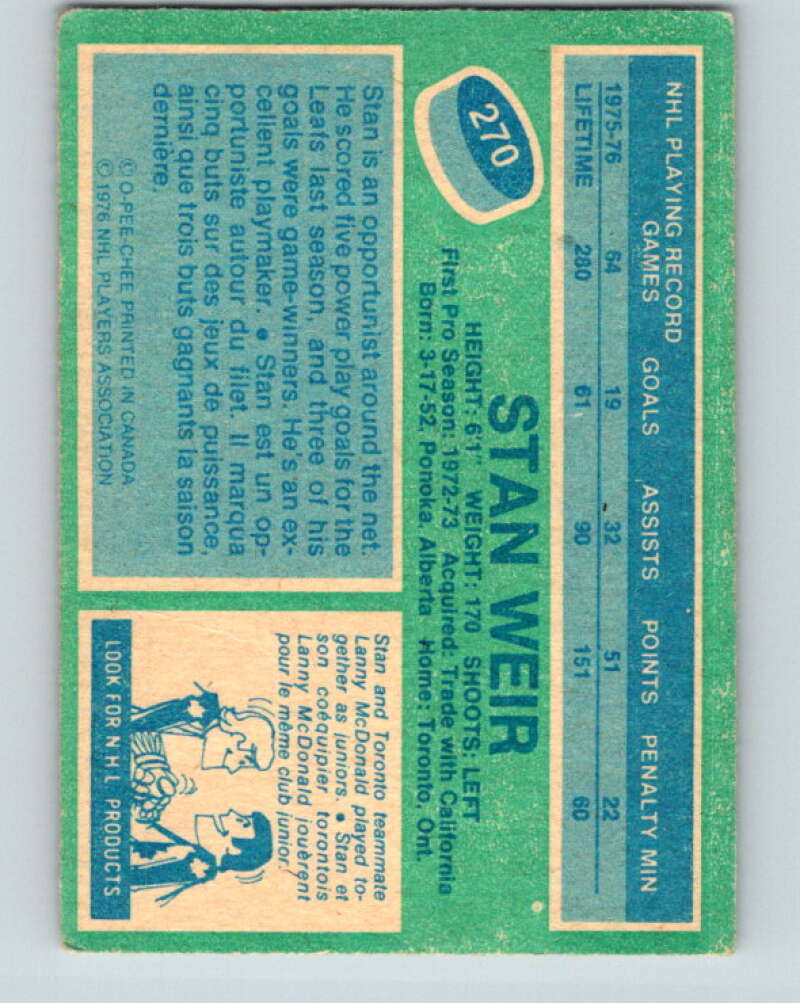 NHL PLAYING RECORD
GAMES GOALS ASSISTS POINTS PENALTY MIN
1975-76 64 19 32 51 22
LIFETIME 280 61 90 151 60
270
STAN WEIR
HEIGHT: 6'1" WEIGHT: 170 SHOOTS: LEFT
First Pro Season: 1972-73 Acquired: Trade with California
Born: 3-17-52, Ponoka, Alberta Home: Toronto, Ont.
Stan is an opportunist around the net.
He scored five power play goals for the
Leafs last season, and three of his
goals were game-winners. He's an ex-
cellent playmaker. • Stan est un op-
portuniste autour du filet. Il marqua
cinq buts sur des jeux de puissance,
ainsi que trois buts gagnants la saison
dernière.
© O-PEE-CHEE PRINTED IN CANADA
© 1976 NHL PLAYERS ASSOCIATION
Stan and Toronto teammate
Lanny McDonald played to-
gether as juniors. • Stan et
son coéquipier torontois
Lanny McDonald jouèrent
pour le même club junior.
LOOK FOR NHL PRODUCTS